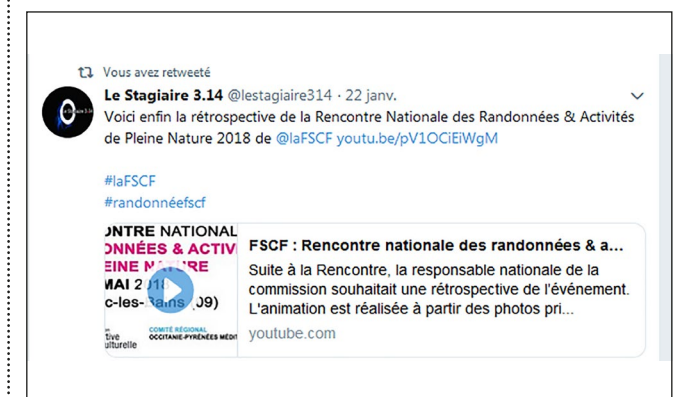 Vous avez retweeté
Le Stagiaire 3.14 @lestagiaire314 · 22 janv.
Voici enfin la rétrospective de la Rencontre Nationale des Randonnées & Activités
de Pleine Nature 2018 de @laFSCF youtu.be/pV1OCiEiWgM
#laFSCF
#randonnéefscf
ONTRE NATIONAL
ONNÉES & ACTIV
EINE NATURE
MAI 2018
c-les-Bains (09)
tive
ulturelle
COMITÉ RÉGIONAL
OCCITANIE-PYRÉNÉES MÉDIT
FSCF : Rencontre nationale des randonnées & a...
Suite à la Rencontre, la responsable nationale de la
commission souhaitait une rétrospective de l'événement.
L'animation est réalisée à partir des photos pri...
youtube.com